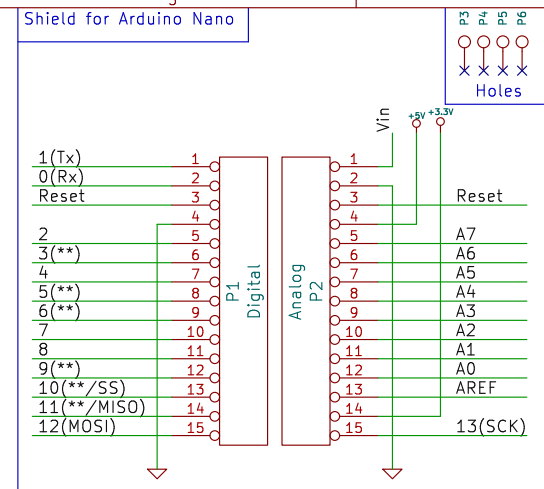 Shield for Arduino Nano
P3 P4 P5 P6
Holes
Vin +5V +3.3V
1(Tx) 1 1
0(Rx) 2 2
Reset 3 3 Reset
4 4
2 5 5 A7
3(**) 6 6 A6
4 7 7 A5
5(**) 8 8 A4
6(**) 9 9 A3
7 10 10 A2
8 11 11 A1
9(**) 12 12 A0
10(**/SS) 13 13 AREF
11(**/MISO) 14 14
12(MOSI) 15 15 13(SCK)
P1
Digital
Analog
P2